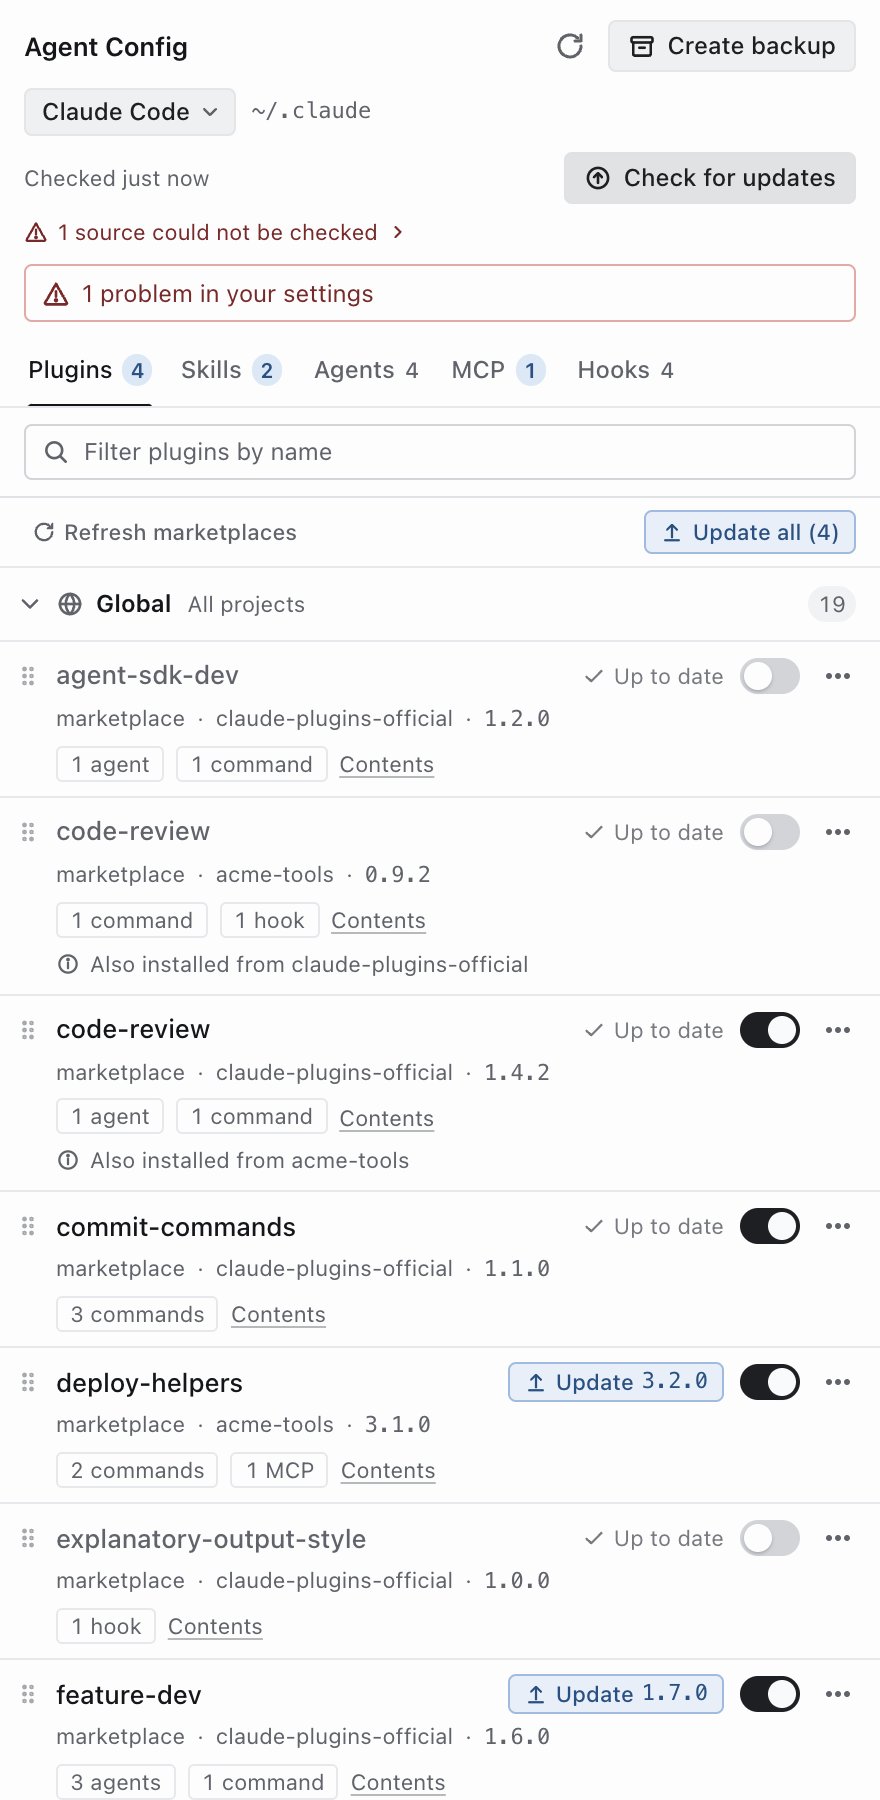 Agent Config
Create backup
Claude Code ~/.claude
Checked just now
Check for updates
1 source could not be checked
1 problem in your settings
Plugins 4 Skills 2 Agents 4 MCP 1 Hooks 4
Filter plugins by name
Refresh marketplaces
Update all (4)
Global All projects 19
agent-sdk-dev Up to date
marketplace · claude-plugins-official · 1.2.0
1 agent 1 command Contents
code-review Up to date
marketplace · acme-tools · 0.9.2
1 command 1 hook Contents
Also installed from claude-plugins-official
code-review Up to date
marketplace · claude-plugins-official · 1.4.2
1 agent 1 command Contents
Also installed from acme-tools
commit-commands Up to date
marketplace · claude-plugins-official · 1.1.0
3 commands Contents
deploy-helpers Update 3.2.0
marketplace · acme-tools · 3.1.0
2 commands 1 MCP Contents
explanatory-output-style Up to date
marketplace · claude-plugins-official · 1.0.0
1 hook Contents
feature-dev Update 1.7.0
marketplace · claude-plugins-official · 1.6.0
3 agents 1 command Contents